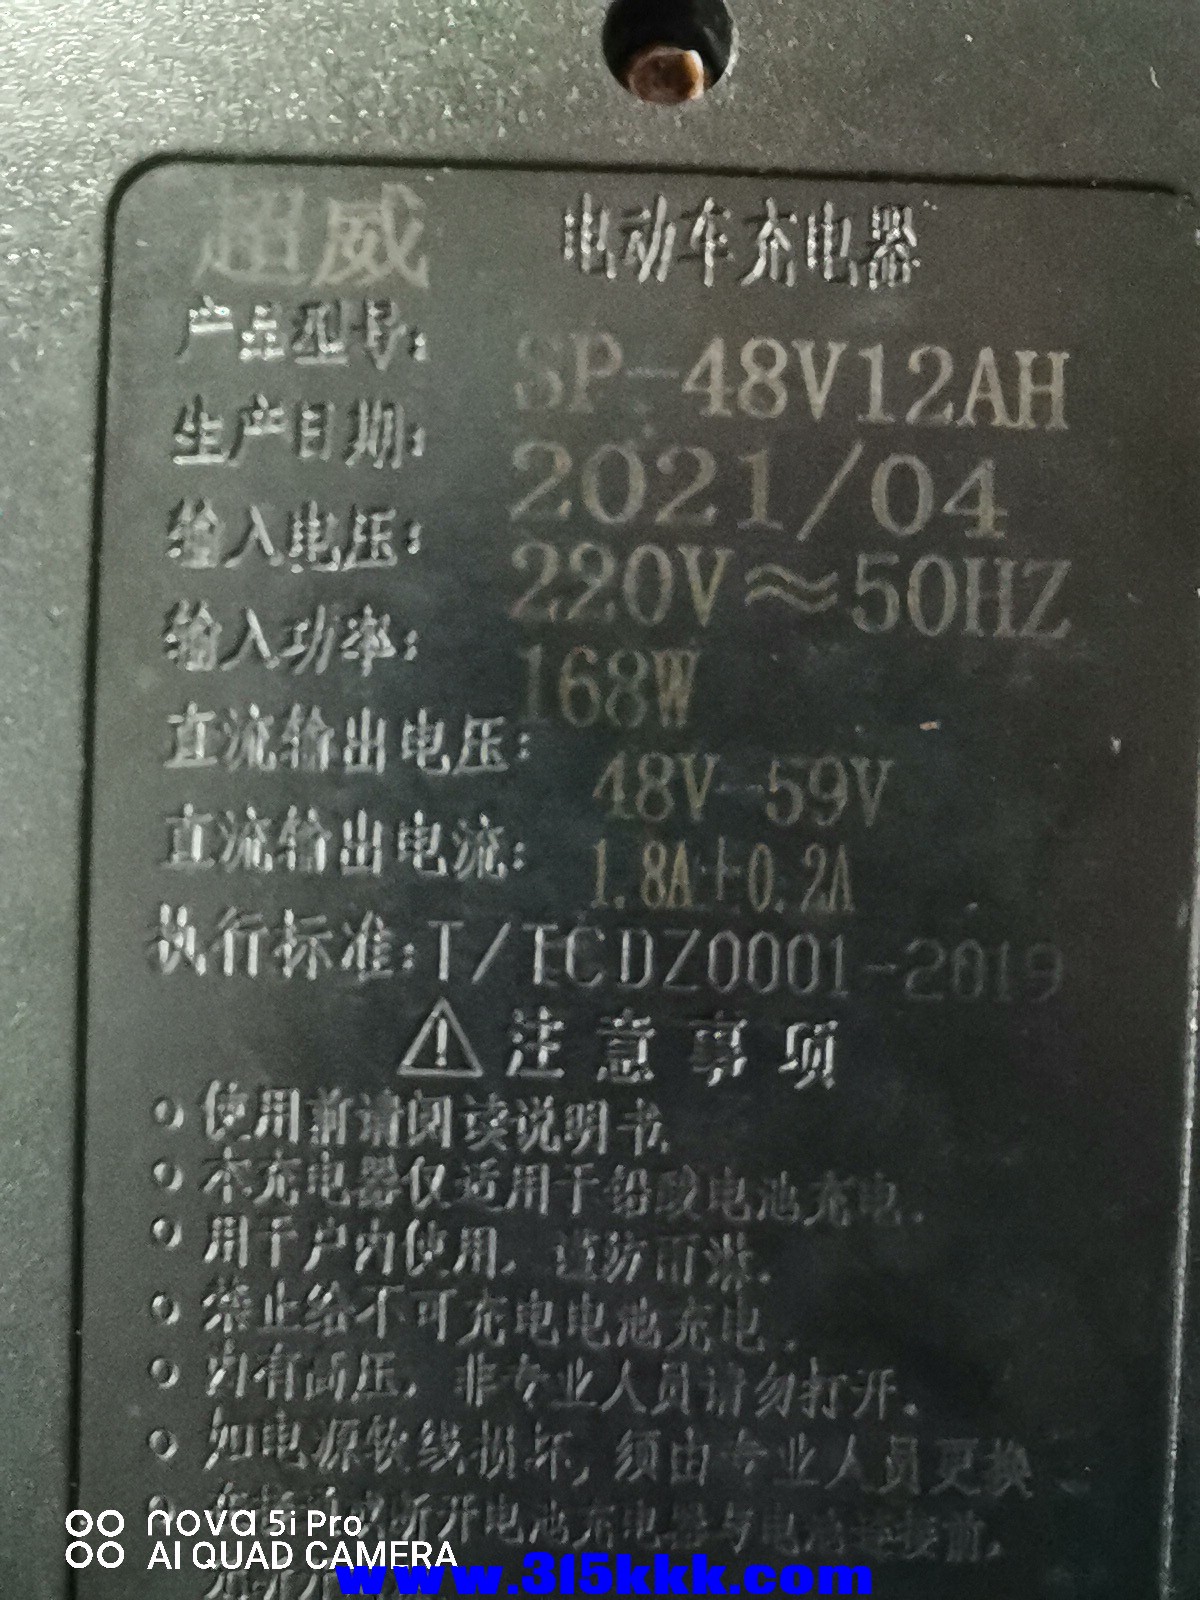 超威 电动车充电器
产品型号: SP-48V12AH
生产日期: 2021/04
输入电压: 220V≈50HZ
输入功率: 168W
直流输出电压: 48V-59V
直流输出电流: 1.8A±0.2A
执行标准:T/TCDZ0001-2019
⚠ 注意事项
使用前请阅读说明书
本充电器仅适用于铅酸电池充电.
用于户内使用, 谨防雨淋.
禁止给不可充电电池充电.
内有高压, 非专业人员请勿打开.
如电源软线损坏, 须由专业人员更换
断开电池充电器与电池连接前,
nova 5i Pro
AI QUAD CAMERA
www.315kkk.com